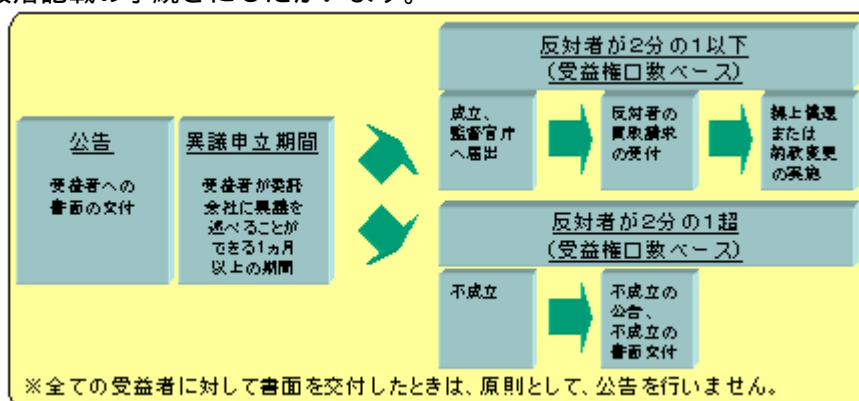 公告
受益者への
書面の交付
異議申立期間
受益者が委託
会社に異議を
述べることが
できる1ヵ月
以上の期間
反対者が2分の1以下
(受益権口数ベース)
成立、
監督官庁
へ届出
反対者の
買取請求
の受付
繰上償還
または
約款変更
の実施
反対者が2分の1超
(受益権口数ベース)
不成立
不成立の
公告、
不成立の
書面交付
※全ての受益者に対して書面を交付したときは、原則として、公告を行いません。